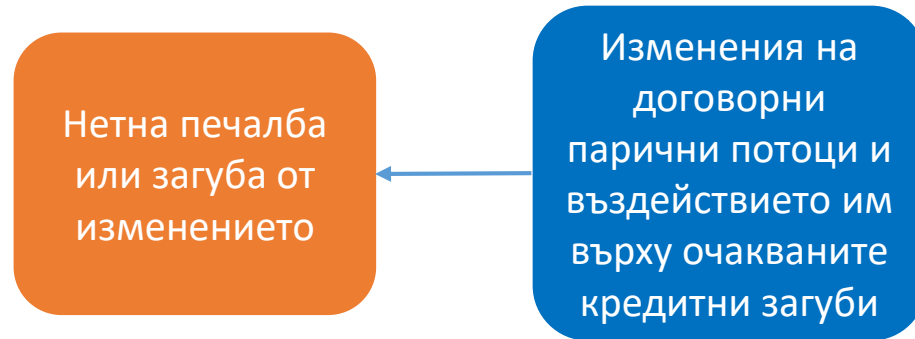 Нетна печалба
или загуба от
изменението
Изменения на
договорни
парични потоци и
въздействието им
върху очакваните
кредитни загуби